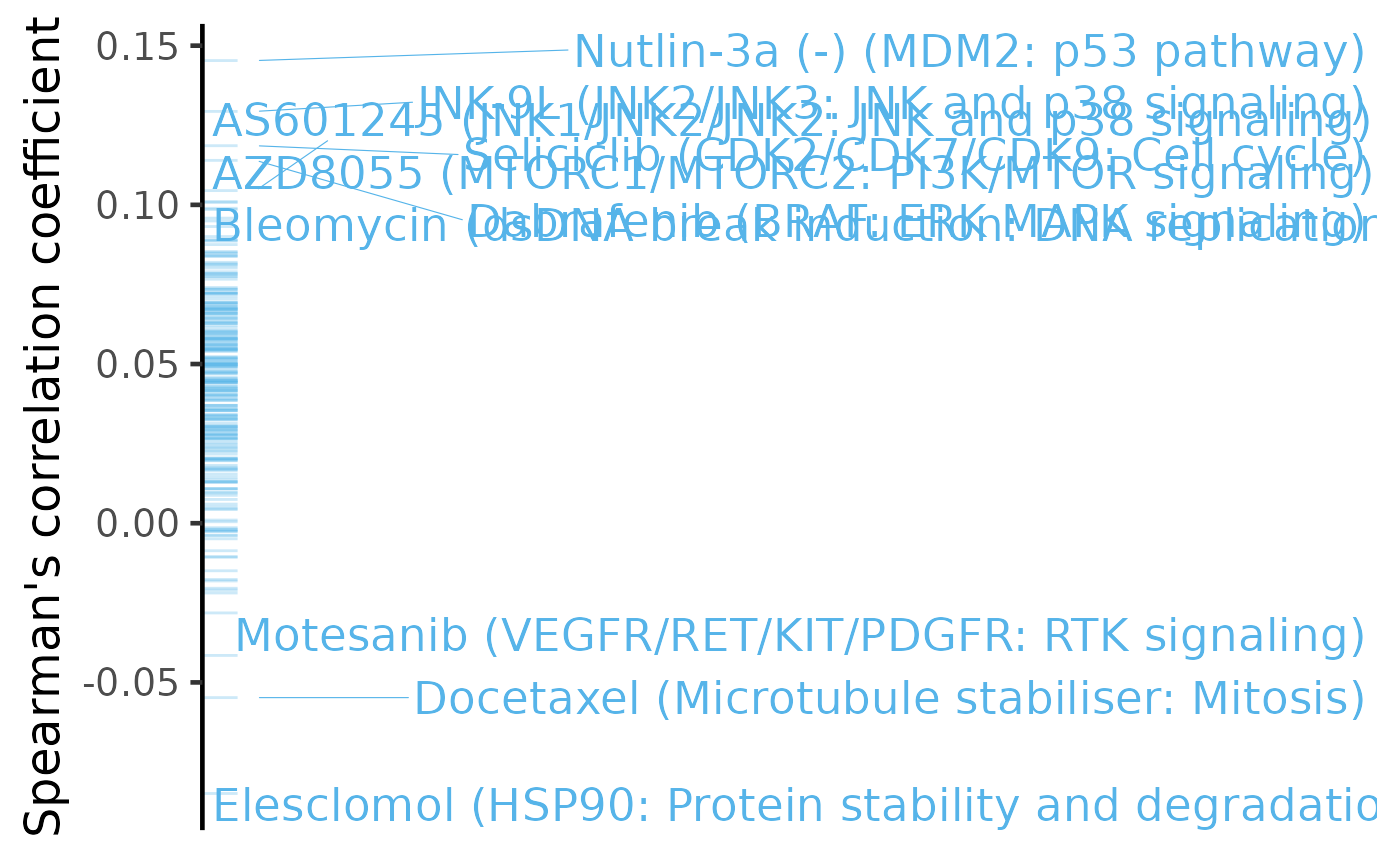 Spearman's correlation coefficient
0.15
0.10
0.05
0.00
-0.05
Nutlin-3a (-) (MDM2: p53 pathway)
JNK-9L (JNK2/JNK3: JNK and p38 signaling)
AS601245 (JNK1/JNK2/JNK2: JNK and p38 signaling)
Seliciclib (CDK2/CDK7/CDK9: Cell cycle)
AZD8055 (MTORC1/MTORC2: PI3K/MTOR signaling)
Dabrafenib (BRAF: ERK MAPK signaling)
Bleomycin (dsDNA break induction: DNA replication
Motesanib (VEGFR/RET/KIT/PDGFR: RTK signaling)
Docetaxel (Microtubule stabiliser: Mitosis)
Elesclomol (HSP90: Protein stability and degradatio